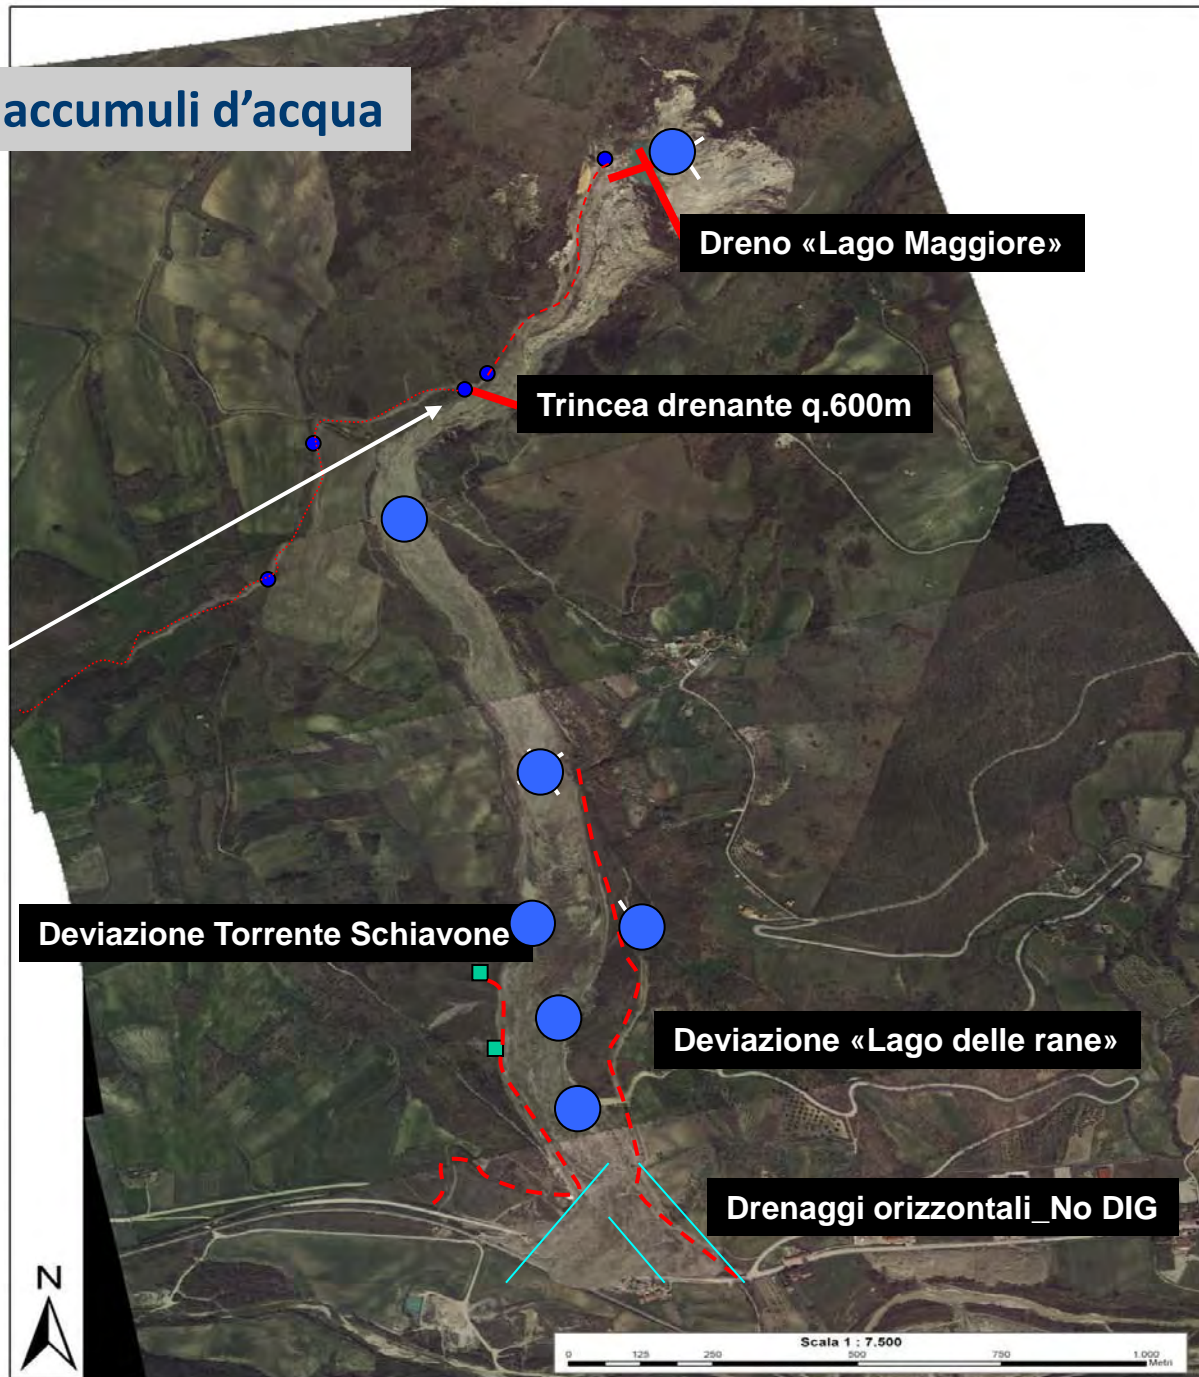 accumuli d'acqua
Dreno «Lago Maggiore»
Trincea drenante q.600m
Deviazione Torrente Schiavone
Deviazione «Lago delle rane»
Drenaggi orizzontali_No DIG
N
Scala 1 : 7.500
0 125 250 500 750 1.000
Metri